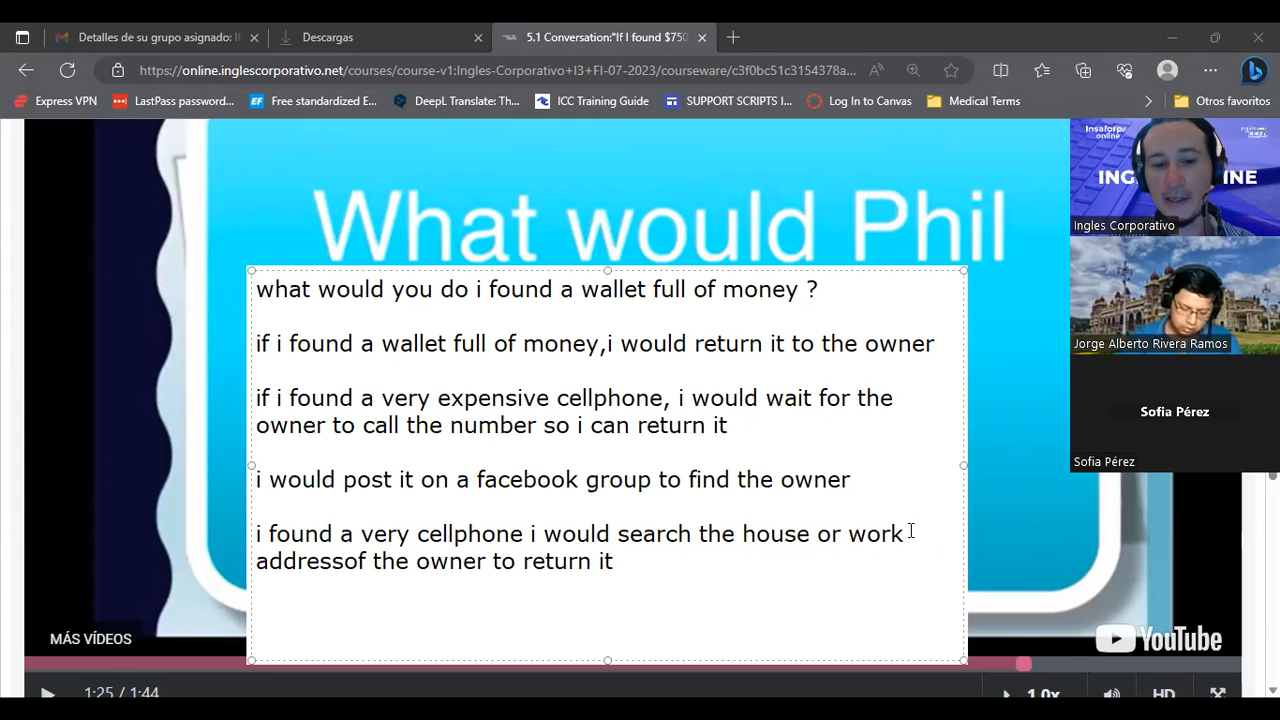 Detalles de su grupo asignado: II
Descargas
5.1 Conversation:"If I found $750
https://online.inglescorporativo.net/courses/course-v1:Ingles-Corporativo+I3+FI-07-2023/courseware/c3f0bc51c3154378a...
Express VPN
LastPass password...
Free standardized E...
DeepL Translate: Th...
ICC Training Guide
SUPPORT SCRIPTS I...
Log In to Canvas
Medical Terms
Otros favoritos
What would Phil
what would you do i found a wallet full of money ?
if i found a wallet full of money,i would return it to the owner
if i found a very expensive cellphone, i would wait for the
owner to call the number so i can return it
i would post it on a facebook group to find the owner
i found a very cellphone i would search the house or work
addressof the owner to return it
MÁS VÍDEOS
YouTube
1:25 / 1:44
1.0x
HD
Insaforp
online
ING
INE
Ingles Corporativo
Jorge Alberto Rivera Ramos
Sofia Pérez
Sofia Pérez